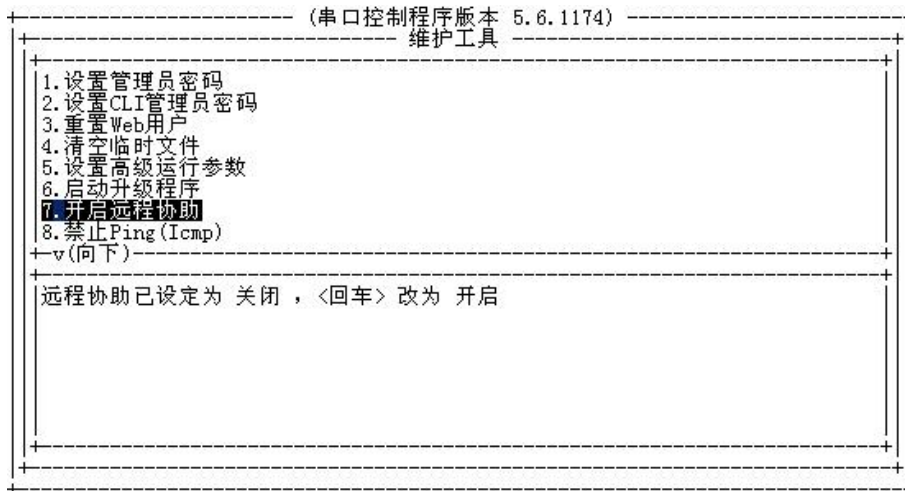 (串口控制程序版本 5.6.1174)
维护工具
1.设置管理员密码
2.设置CLI管理员密码
3.重置Web用户
4.清空临时文件
5.设置高级运行参数
6.启动升级程序
7.开启远程协助
8.禁止Ping(Icmp)
v(向下)
远程协助已设定为 关闭 ，<回车> 改为 开启